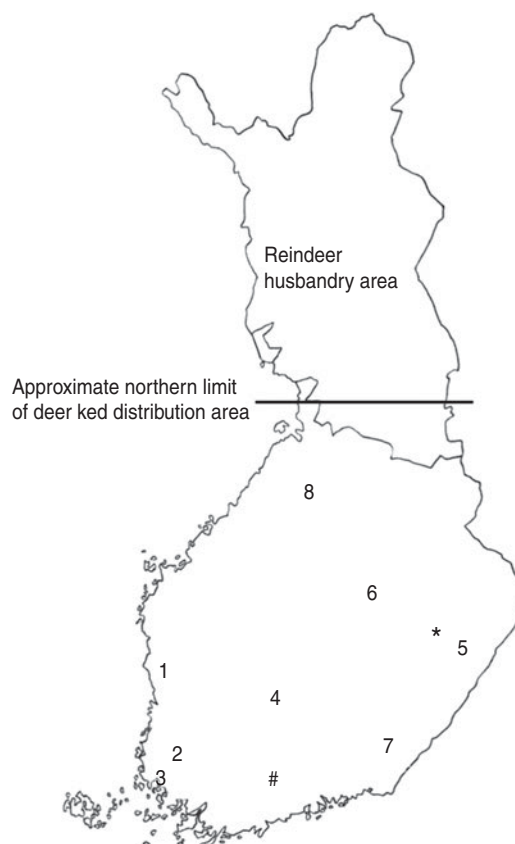 Reindeer
husbandry area
Approximate northern limit
of deer ked distribution area
8
6
*
5
1
4
7
2
3
#